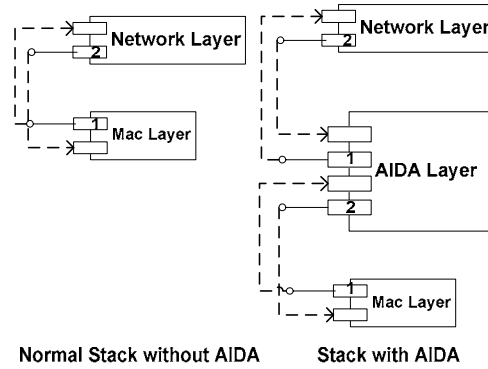 Network Layer
2
1
Mac Layer
Normal Stack without AIDA
Network Layer
2
1
AIDA Layer
2
1
Mac Layer
Stack with AIDA